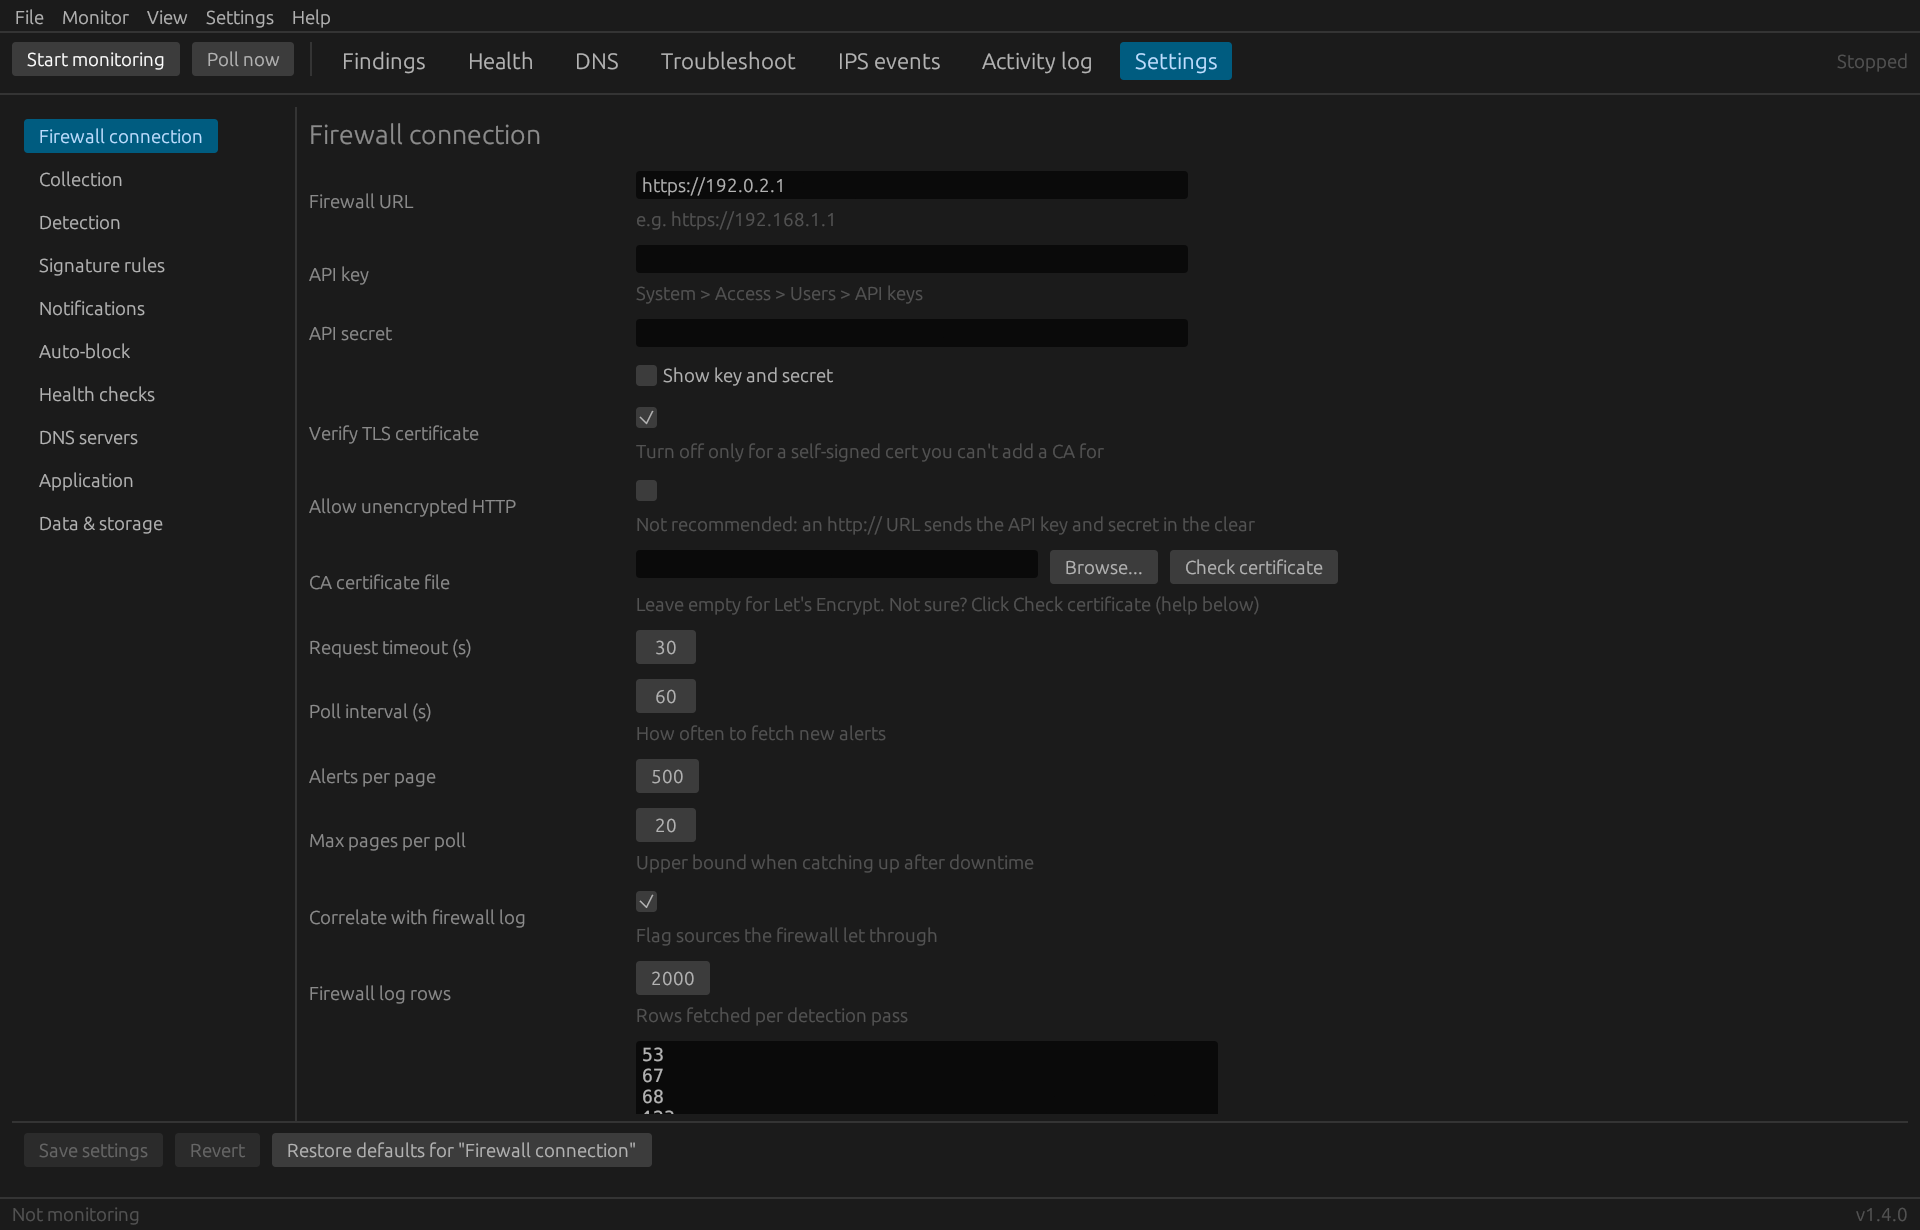 File Monitor View Settings Help
Start monitoring Poll now Findings Health DNS Troubleshoot IPS events Activity log Settings Stopped
Firewall connection
Collection
Detection
Signature rules
Notifications
Auto-block
Health checks
DNS servers
Application
Data & storage
Firewall connection
Firewall URL https://192.0.2.1
e.g. https://192.168.1.1
API key
System > Access > Users > API keys
API secret
Show key and secret
Verify TLS certificate
Turn off only for a self-signed cert you can't add a CA for
Allow unencrypted HTTP
Not recommended: an http:// URL sends the API key and secret in the clear
CA certificate file Browse... Check certificate
Leave empty for Let's Encrypt. Not sure? Click Check certificate (help below)
Request timeout (s) 30
Poll interval (s) 60
How often to fetch new alerts
Alerts per page 500
Max pages per poll 20
Upper bound when catching up after downtime
Correlate with firewall log
Flag sources the firewall let through
Firewall log rows 2000
Rows fetched per detection pass
53
67
68
Save settings Revert Restore defaults for "Firewall connection"
Not monitoring v1.4.0